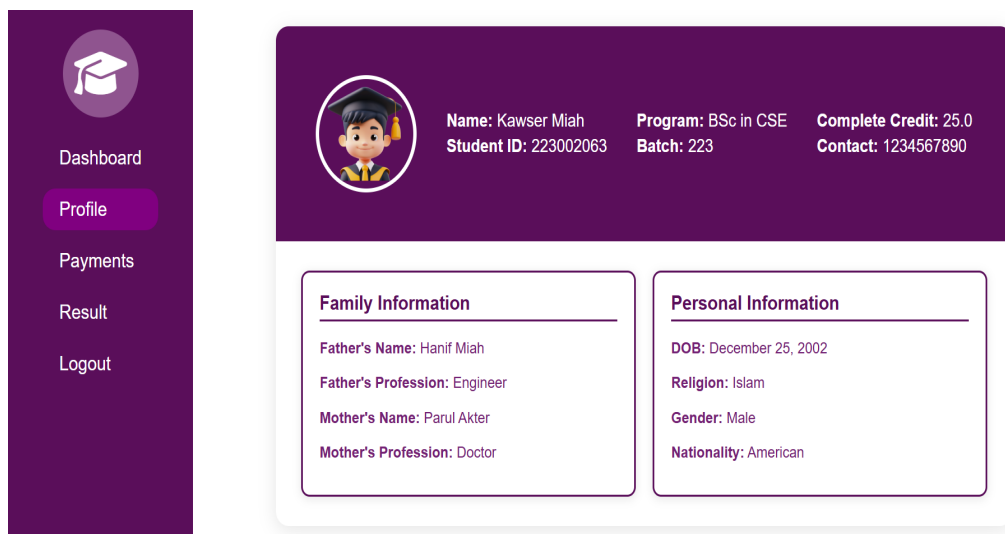 Dashboard
Profile
Payments
Result
Logout
Name: Kawser Miah
Student ID: 223002063
Program: BSc in CSE
Batch: 223
Complete Credit: 25.0
Contact: 1234567890
Family Information
Father's Name: Hanif Miah
Father's Profession: Engineer
Mother's Name: Parul Akter
Mother's Profession: Doctor
Personal Information
DOB: December 25, 2002
Religion: Islam
Gender: Male
Nationality: American